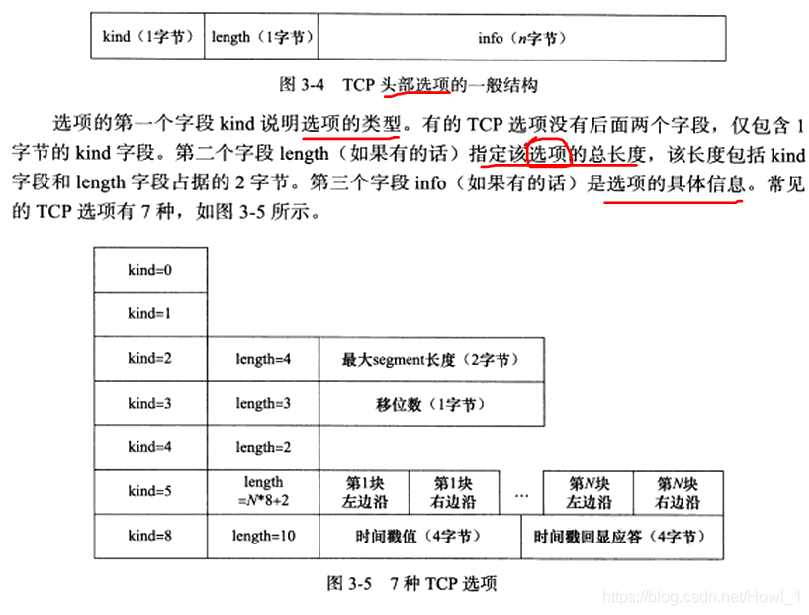 kind（1字节） length（1字节） info（n字节）
图 3-4 TCP 头部选项的一般结构
选项的第一个字段 kind 说明选项的类型。有的 TCP 选项没有后面两个字段，仅包含 1
字节的 kind 字段。第二个字段 length（如果有的话）指定该选项的总长度，该长度包括 kind
字段和 length 字段占据的 2 字节。第三个字段 info（如果有的话）是选项的具体信息。常见
的 TCP 选项有 7 种，如图 3-5 所示。
kind=0
kind=1
kind=2 length=4 最大segment长度（2字节）
kind=3 length=3 移位数（1字节）
kind=4 length=2
kind=5 length =N*8+2 第1块左边沿 第1块右边沿 … 第N块左边沿 第N块右边沿
kind=8 length=10 时间戳值（4字节） 时间戳回显应答（4字节）
图 3-5 7 种 TCP 选项
https://blog.csdn.net/Howl_1